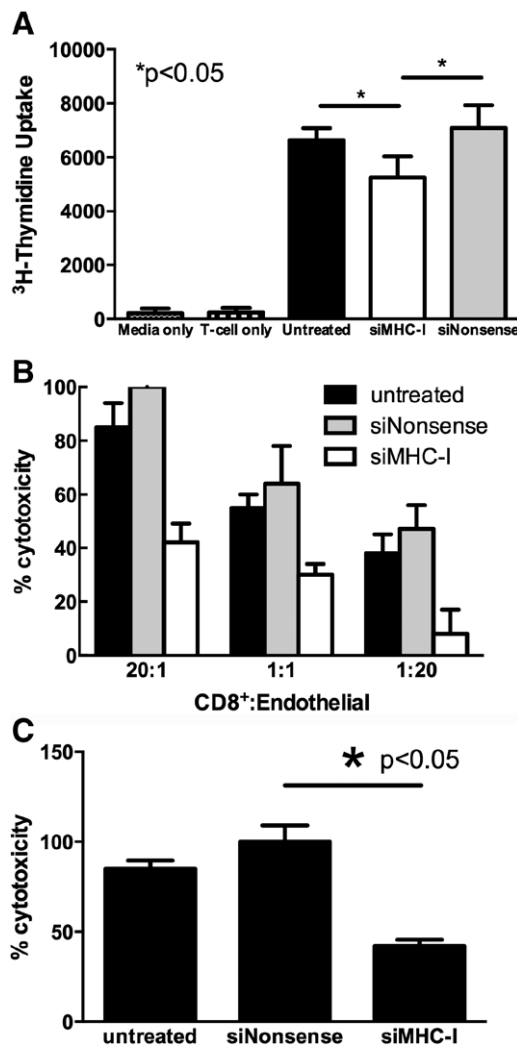 A
*p<0.05
³H-Thymidine Uptake
10000
8000
6000
4000
2000
0
* *
Media only T-cell only Untreated siMHC-I siNonsense
B
% cytotoxicity
100
80
60
40
20
0
untreated
siNonsense
siMHC-I
20:1 1:1 1:20
CD8⁺:Endothelial
C
% cytotoxicity
150
100
50
0
* p<0.05
untreated siNonsense siMHC-I